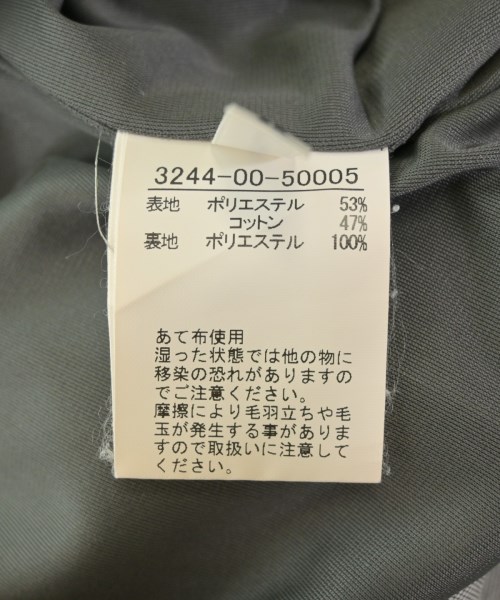 3244-00-50005
表地 ポリエステル 53%
コットン 47%
裏地 ポリエステル 100%
あて布使用
湿った状態では他の物に
移染の恐れがありますの
でご注意ください。
摩擦により毛羽立ちや毛
玉が発生する事がありま
すので取扱いに注意して
ください。